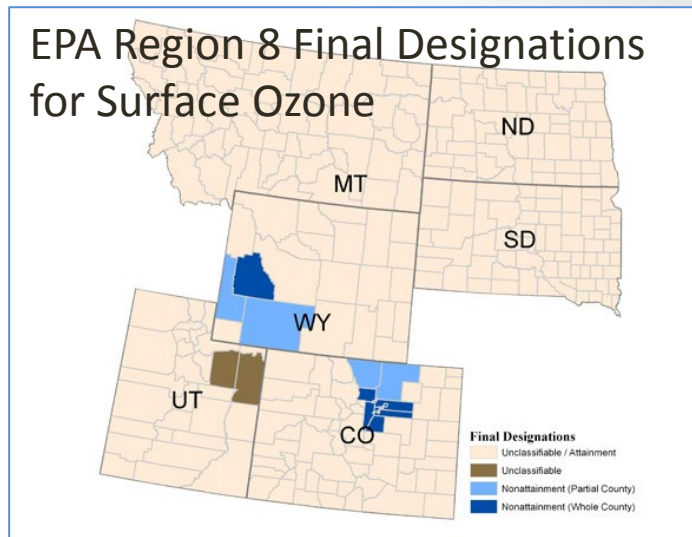 EPA Region 8 Final Designations
for Surface Ozone
ND
MT
SD
WY
UT
CO
Final Designations
Unclassifiable / Attainment
Unclassifiable
Nonattainment (Partial County)
Nonattainment (Whole County)